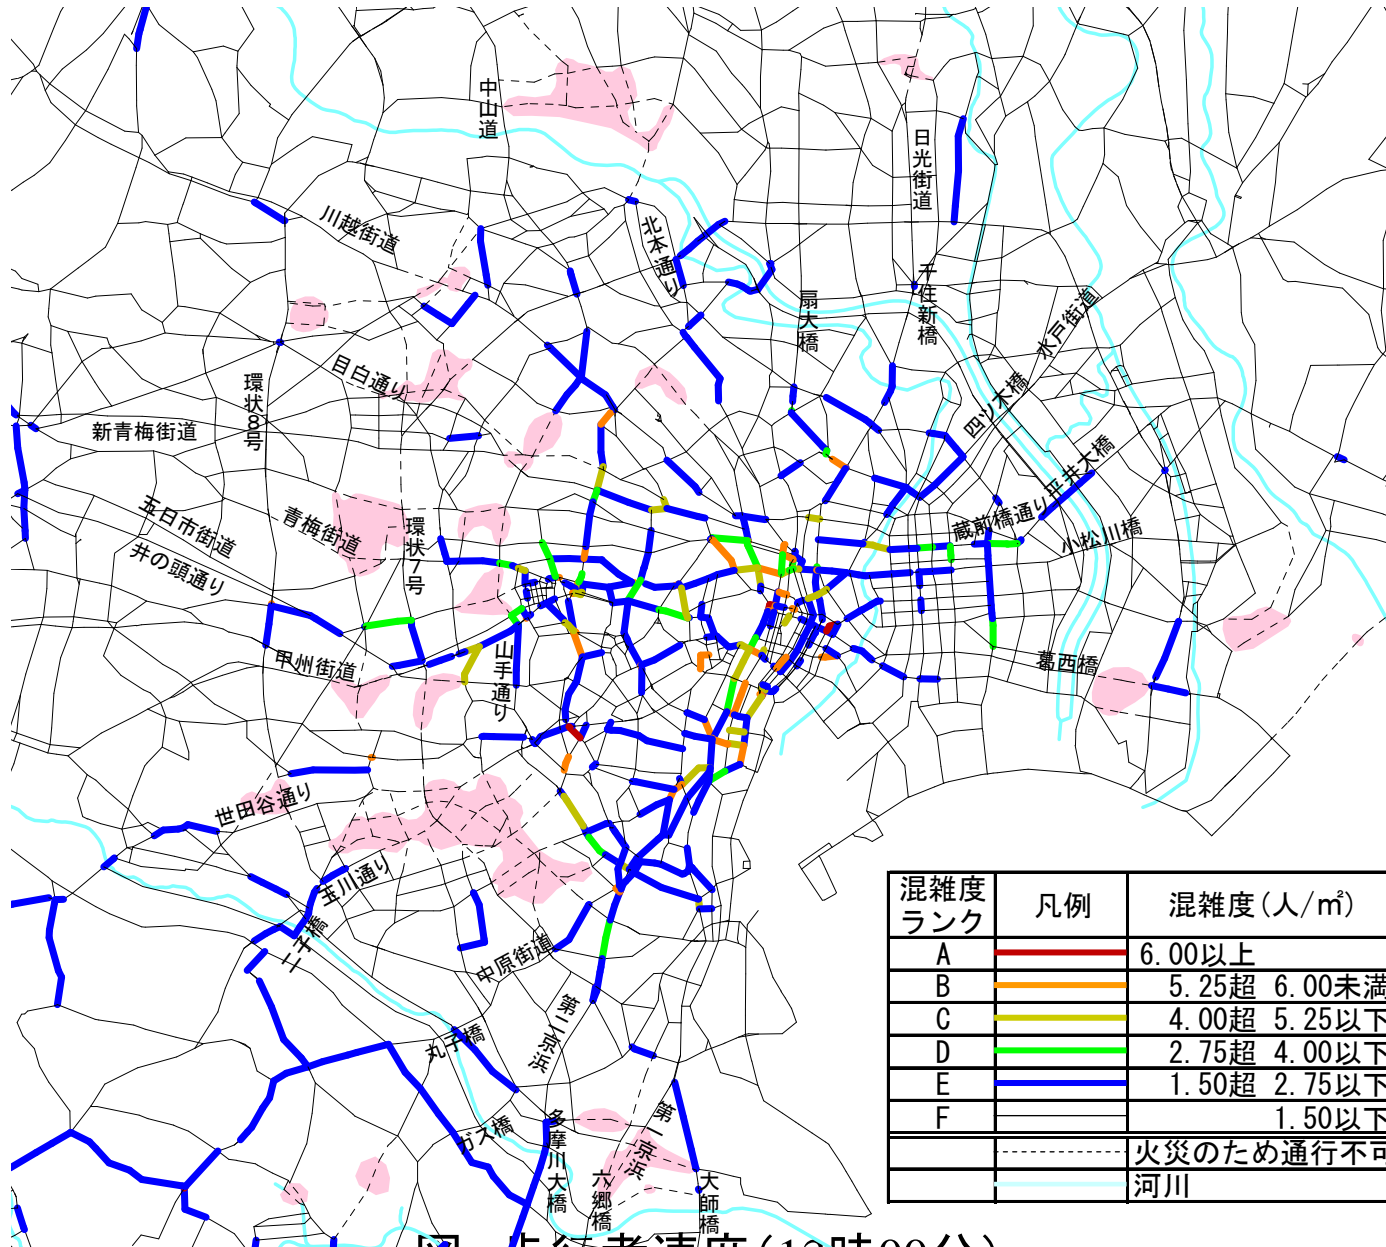 中山道
日光街道
川越街道
北本通り
千住新橋
扇大橋
水戸街道
目白通り
環状8号
四ツ木橋
新青梅街道
平井大橋
五日市街道
青梅街道
環状7号
蔵前橋通り
小松川橋
井の頭通り
甲州街道
山手通り
葛西橋
世田谷通り
玉川通り
二子橋
中原街道
第二京浜
丸子橋
ガス橋
多摩川大橋
第一京浜
六郷橋
大師橋
混雑度ランク 凡例 混雑度(人/㎡)
A 6.00以上
B 5.25超 6.00未満
C 4.00超 5.25以下
D 2.75超 4.00以下
E 1.50超 2.75以下
F 1.50以下
火災のため通行不可
河川